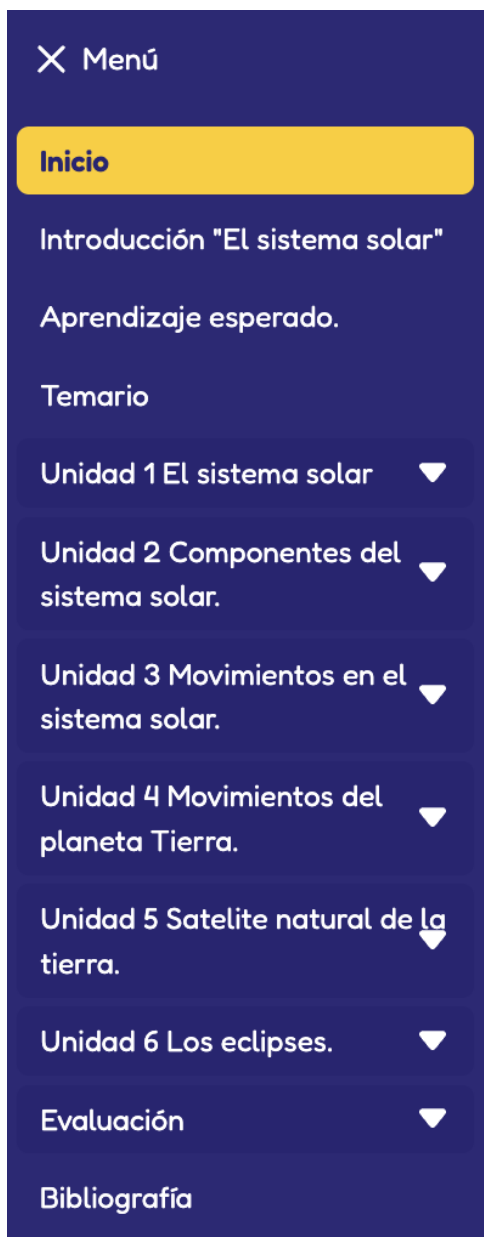 Menú
Inicio
Introducción "El sistema solar"
Aprendizaje esperado.
Temario
Unidad 1 El sistema solar
Unidad 2 Componentes del
sistema solar.
Unidad 3 Movimientos en el
sistema solar.
Unidad 4 Movimientos del
planeta Tierra.
Unidad 5 Satelite natural de la
tierra.
Unidad 6 Los eclipses.
Evaluación
Bibliografía